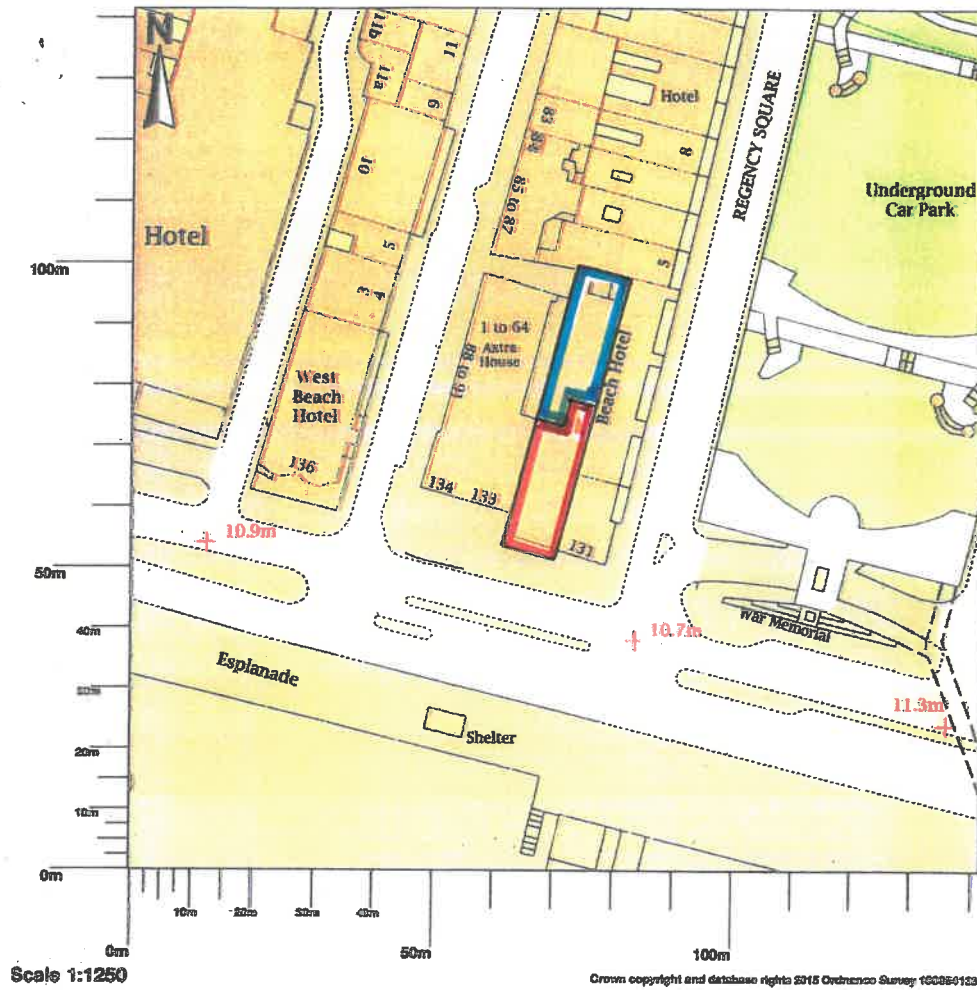 N
11b
11a
11
9
10
Hotel
5
3
4
West
Beach
Hotel
136
Hotel
83
84
85 to 87
8
5
1 to 64
Astra
House
88 to 91
Beach Hotel
134
133
131
REGENCY SQUARE
Underground
Car Park
War Memorial
10.9m
10.7m
11.3m
Esplanade
Shelter
100m
50m
40m
30m
20m
10m
0m
10m
20m
30m
40m
0m
50m
100m
Scale 1:1250
Crown copyright and database rights 2015 Ordnance Survey